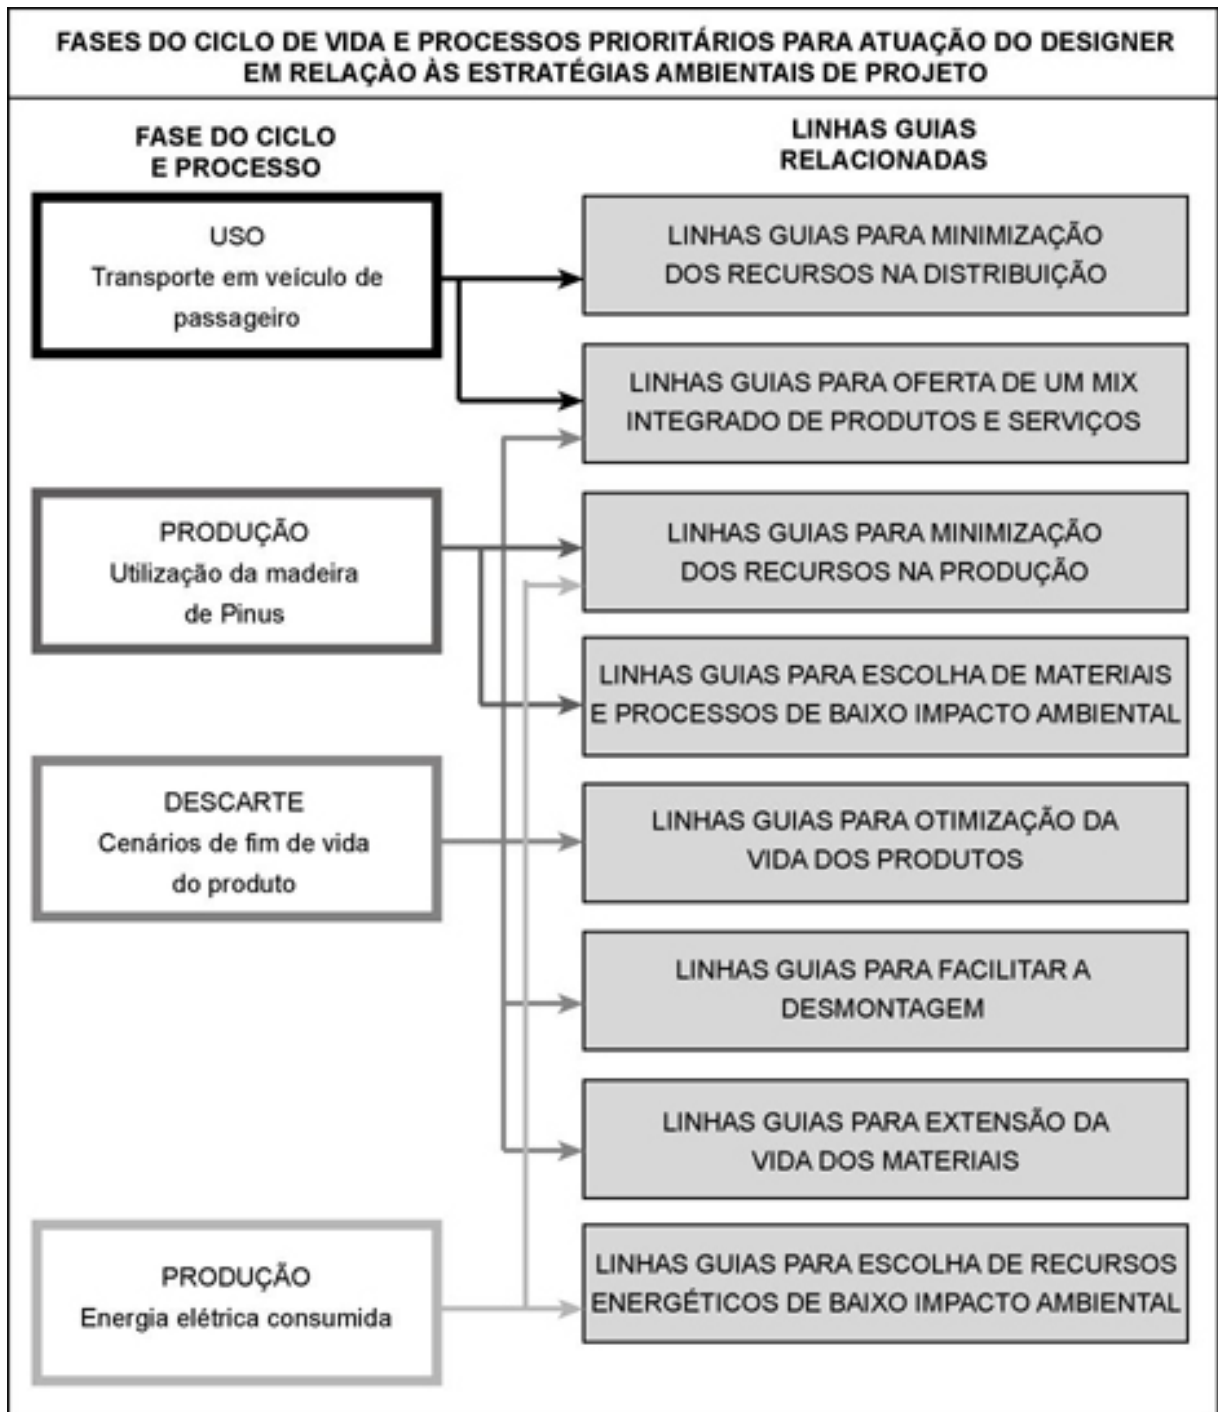 FASES DO CICLO DE VIDA E PROCESSOS PRIORITÁRIOS PARA ATUAÇÃO DO DESIGNER
EM RELAÇÀO ÀS ESTRATÉGIAS AMBIENTAIS DE PROJETO
FASE DO CICLO
E PROCESSO
LINHAS GUIAS
RELACIONADAS
USO
Transporte em veículo de
passageiro
LINHAS GUIAS PARA MINIMIZAÇÃO
DOS RECURSOS NA DISTRIBUIÇÃO
LINHAS GUIAS PARA OFERTA DE UM MIX
INTEGRADO DE PRODUTOS E SERVIÇOS
PRODUÇÃO
Utilização da madeira
de Pinus
LINHAS GUIAS PARA MINIMIZAÇÃO
DOS RECURSOS NA PRODUÇÃO
LINHAS GUIAS PARA ESCOLHA DE MATERIAIS
E PROCESSOS DE BAIXO IMPACTO AMBIENTAL
DESCARTE
Cenários de fim de vida
do produto
LINHAS GUIAS PARA OTIMIZAÇÃO DA
VIDA DOS PRODUTOS
LINHAS GUIAS PARA FACILITAR A
DESMONTAGEM
LINHAS GUIAS PARA EXTENSÃO DA
VIDA DOS MATERIAIS
PRODUÇÃO
Energia elétrica consumida
LINHAS GUIAS PARA ESCOLHA DE RECURSOS
ENERGÉTICOS DE BAIXO IMPACTO AMBIENTAL